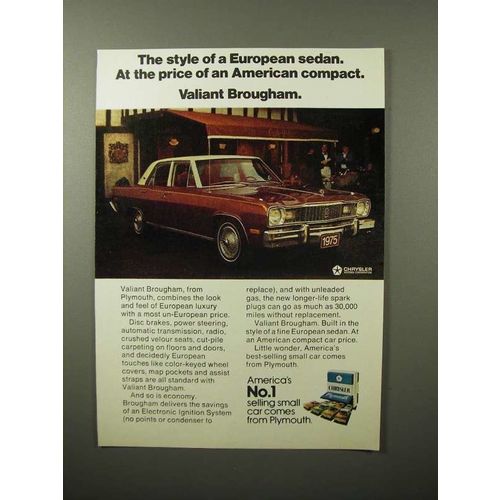 The style of a European sedan.
At the price of an American compact.
Valiant Brougham.
1975
CHRYSLER
Valiant Brougham, from
Plymouth, combines the look
and feel of European luxury
with a most un-European price.
Disc brakes, power steering,
automatic transmission, radio,
crushed velour seats, cut-pile
carpeting on floors and doors,
and decidedly European
touches like color-keyed wheel
covers, map pockets and assist
straps are all standard with
Valiant Brougham.
And so is economy.
Brougham delivers the savings
of an Electronic Ignition System
(no points or condenser to
replace), and with unleaded
gas, the new longer-life spark
plugs can go as much as 30,000
miles without replacement.
Valiant Brougham. Built in the
style of a fine European sedan. At
an American compact car price.
Little wonder, America's
best-selling small car comes
from Plymouth.
America's
No.1
selling small
car comes
from Plymouth.
CHRYSLER
Plymouth